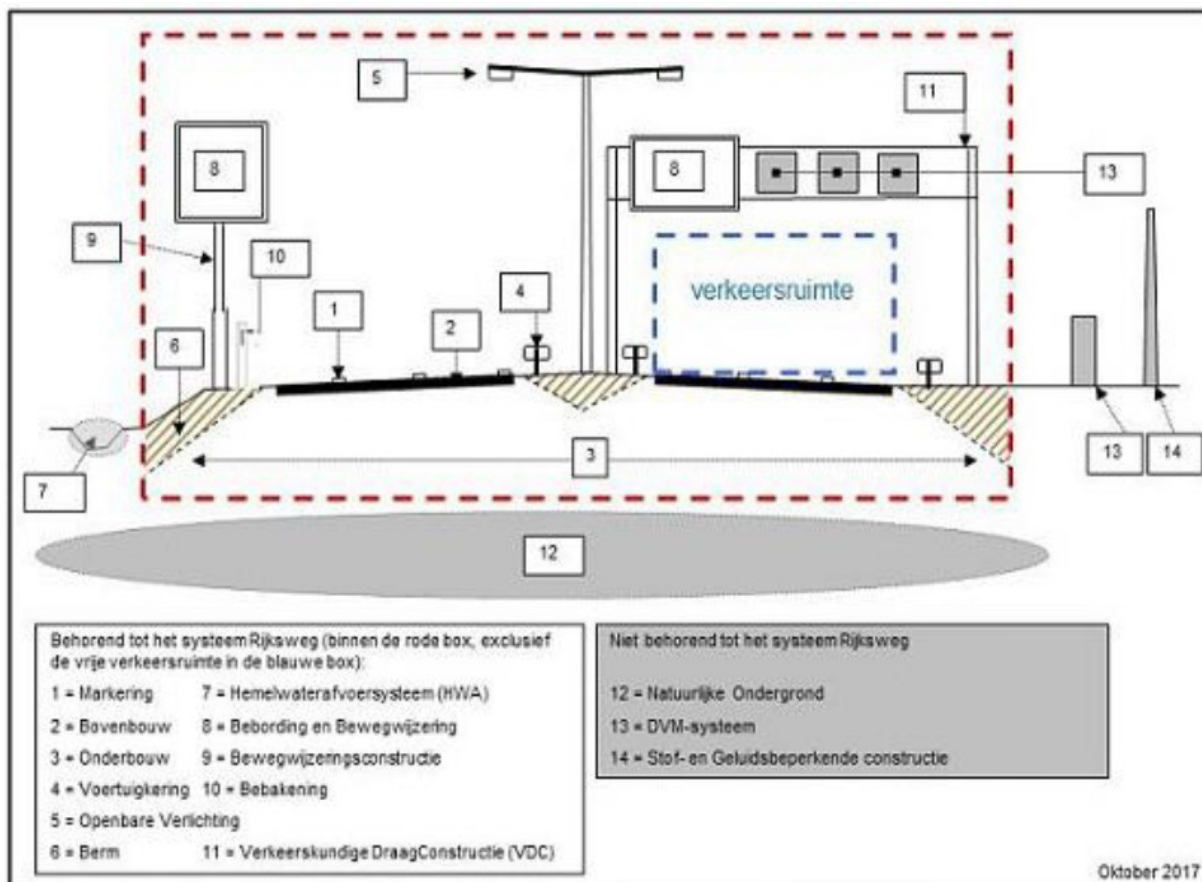 5
11
8
8
13
9
10
verkeersruimte
4
1
2
6
3
13
14
7
12
Behorend tot het systeem Rijksweg (binnen de rode box, exclusief
de vrije verkeersruimte in de blauwe box):
1 = Markering 7 = Hemelwaterafvoersysteem (HWA)
2 = Bovenbouw 8 = Bebording en Bewegwijzering
3 = Onderbouw 9 = Bewegwijzeringsconstructie
4 = Voertuigkering 10 = Bebakening
5 = Openbare Verlichting
6 = Berm 11 = Verkeerskundige DraagConstructie (VDC)
Niet behorend tot het systeem Rijksweg
12 = Natuurlijke Ondergrond
13 = DVM-systeem
14 = Stof- en Geluidsbeperkende constructie
Oktober 2017